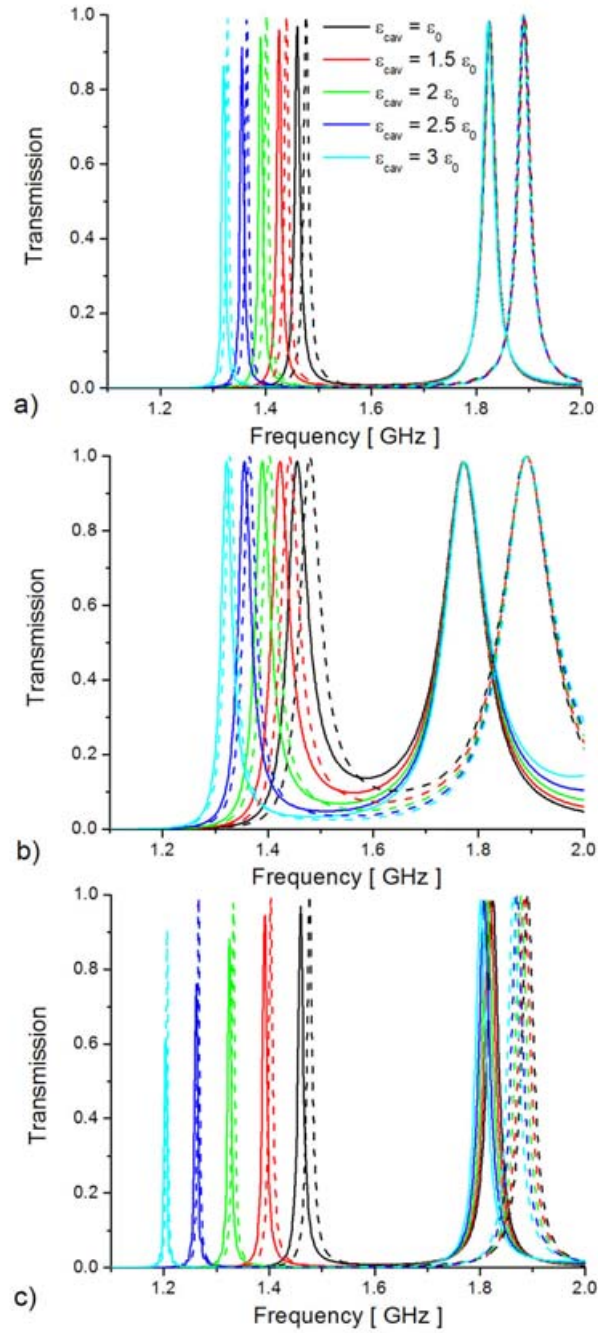 1.0
0.8
0.6
0.4
0.2
0.0
Transmission
ε_cav = ε_0
ε_cav = 1.5 ε_0
ε_cav = 2 ε_0
ε_cav = 2.5 ε_0
ε_cav = 3 ε_0
1.2 1.4 1.6 1.8 2.0
a)
Frequency [ GHz ]
1.0
0.8
0.6
0.4
0.2
0.0
Transmission
1.2 1.4 1.6 1.8 2.0
b)
Frequency [ GHz ]
1.0
0.8
0.6
0.4
0.2
0.0
Transmission
1.2 1.4 1.6 1.8 2.0
c)
Frequency [ GHz ]